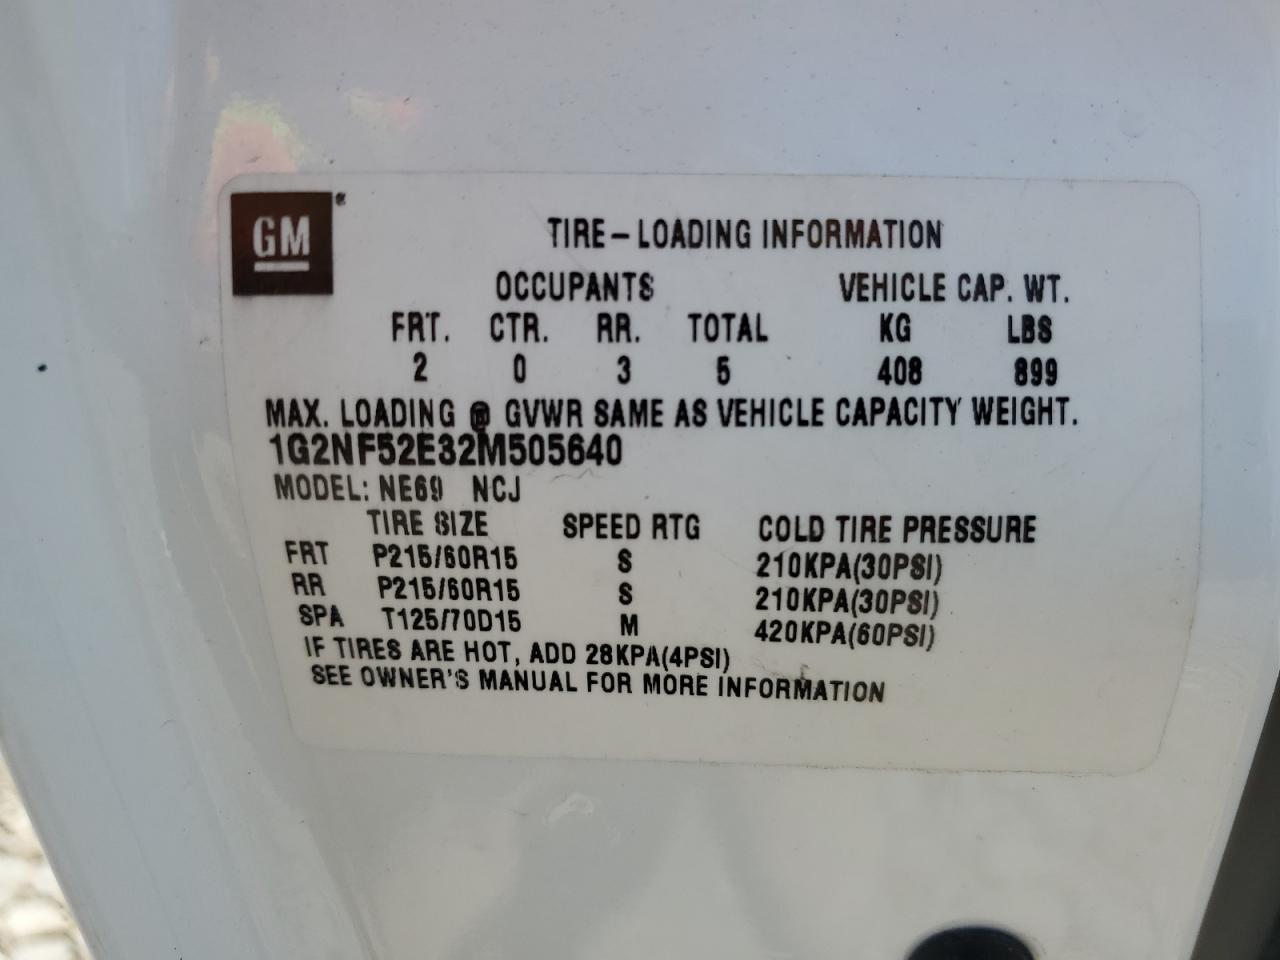 GM®
TIRE-LOADING INFORMATION
OCCUPANTS VEHICLE CAP. WT.
FRT. CTR. RR. TOTAL KG LBS
2 0 3 5 408 899
MAX. LOADING @ GVWR SAME AS VEHICLE CAPACITY WEIGHT.
1G2NF52E32M505640
MODEL: NE69 NCJ
TIRE SIZE SPEED RTG COLD TIRE PRESSURE
FRT P215/60R15 S 210KPA(30PSI)
RR P215/60R15 S 210KPA(30PSI)
SPA T125/70D15 M 420KPA(60PSI)
IF TIRES ARE HOT, ADD 28KPA(4PSI)
SEE OWNER'S MANUAL FOR MORE INFORMATION